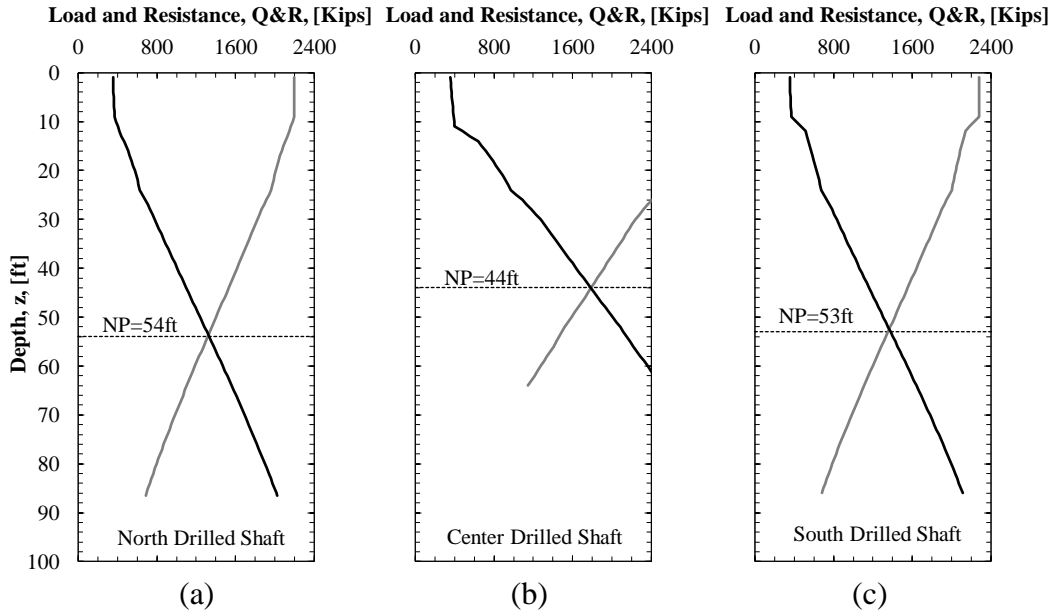 Load and Resistance, Q&R, [Kips] Load and Resistance, Q&R, [Kips] Load and Resistance, Q&R, [Kips]
0 800 1600 2400 0 800 1600 2400 0 800 1600 2400
Depth, z, [ft]
0
10
20
30
40
50
60
70
80
90
100
NP=54ft
NP=44ft
NP=53ft
North Drilled Shaft
Center Drilled Shaft
South Drilled Shaft
(a) (b) (c)